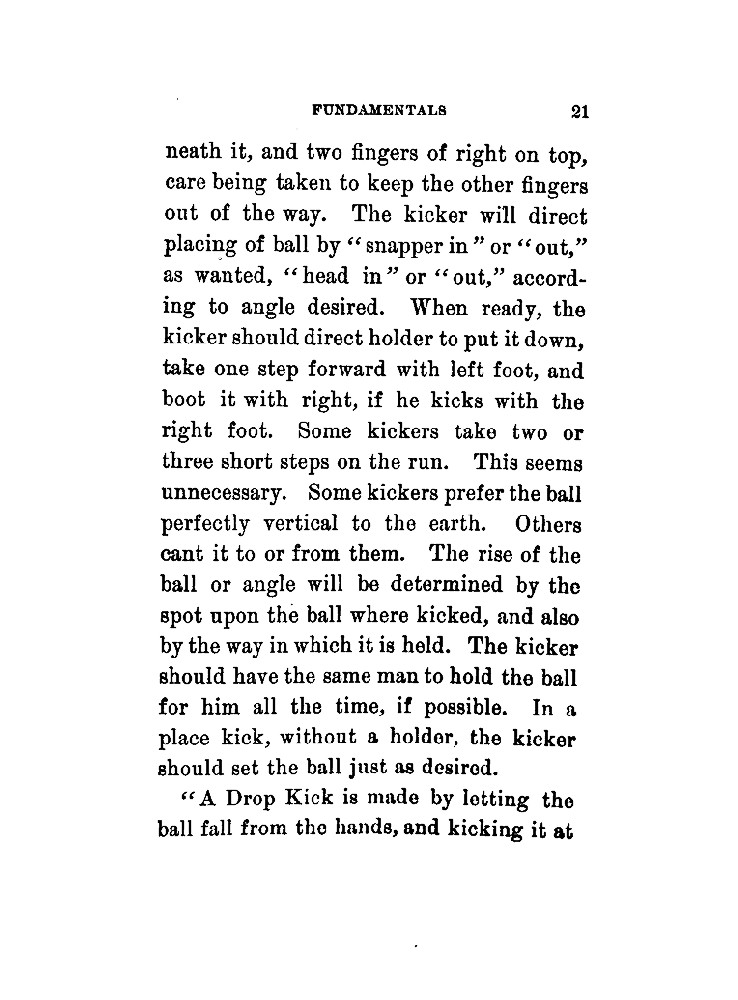 FUNDAMENTALS 21
neath it, and two fingers of right on top,
care being taken to keep the other fingers
out of the way. The kicker will direct
placing of ball by “snapper in” or “out,”
as wanted, “head in” or “out,” accord-
ing to angle desired. When ready, the
kicker should direct holder to put it down,
take one step forward with left foot, and
boot it with right, if he kicks with the
right foot. Some kickers take two or
three short steps on the run. This seems
unnecessary. Some kickers prefer the ball
perfectly vertical to the earth. Others
cant it to or from them. The rise of the
ball or angle will be determined by the
spot upon the ball where kicked, and also
by the way in which it is held. The kicker
should have the same man to hold the ball
for him all the time, if possible. In a
place kick, without a holder, the kicker
should set the ball just as desired.
“A Drop Kick is made by letting the
ball fall from the hands, and kicking it at